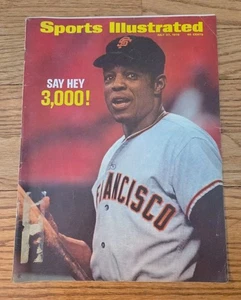 Sports Illustrated
SAY HEY
3,000!
FRANCISCO